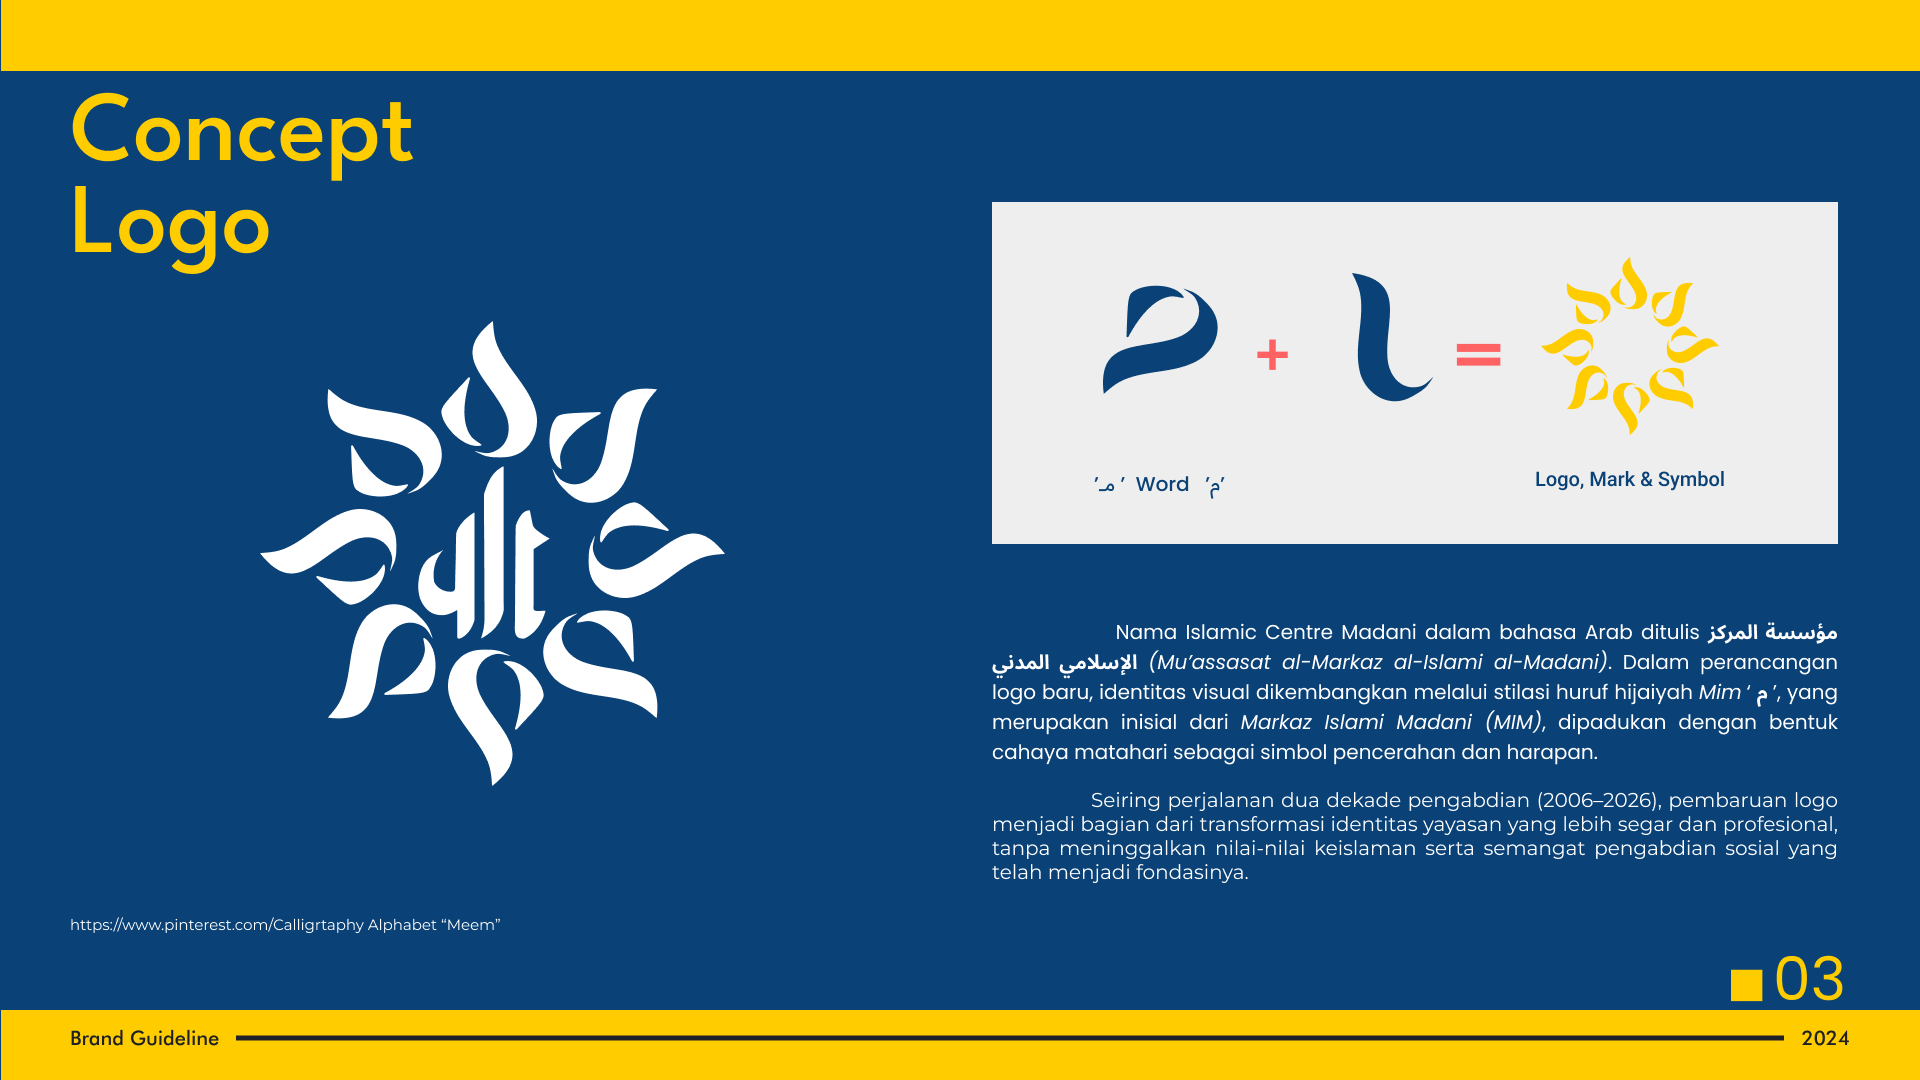 Concept
Logo
’مـ ’ Word ’م’
Logo, Mark & Symbol
Nama Islamic Centre Madani dalam bahasa Arab ditulis مؤسسة المركز
الإسلامي المدني (Mu’assasat al-Markaz al-Islami al-Madani). Dalam perancangan
logo baru, identitas visual dikembangkan melalui stilasi huruf hijaiyah Mim ‘ م ’, yang
merupakan inisial dari Markaz Islami Madani (MIM), dipadukan dengan bentuk
cahaya matahari sebagai simbol pencerahan dan harapan.
Seiring perjalanan dua dekade pengabdian (2006–2026), pembaruan logo
menjadi bagian dari transformasi identitas yayasan yang lebih segar dan profesional,
tanpa meninggalkan nilai-nilai keislaman serta semangat pengabdian sosial yang
telah menjadi fondasinya.
https://www.pinterest.com/Calligrtaphy Alphabet “Meem”
03
Brand Guideline
2024